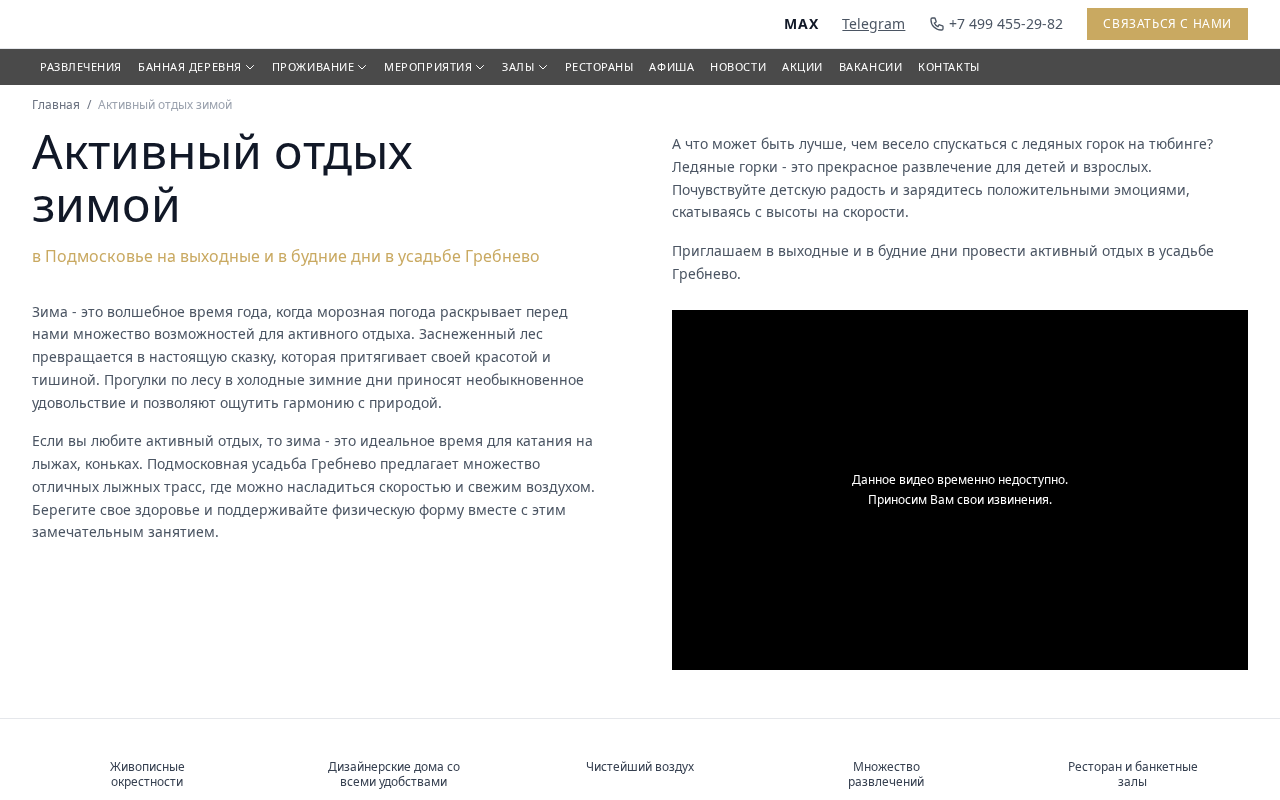 MAX
Telegram
+7 499 455-29-82
СВЯЗАТЬСЯ С НАМИ
РАЗВЛЕЧЕНИЯ БАННАЯ ДЕРЕВНЯ ПРОЖИВАНИЕ МЕРОПРИЯТИЯ ЗАЛЫ РЕСТОРАНЫ АФИША НОВОСТИ АКЦИИ ВАКАНСИИ КОНТАКТЫ
Главная / Активный отдых зимой
Активный отдых
зимой
в Подмосковье на выходные и в будние дни в усадьбе Гребнево
Зима - это волшебное время года, когда морозная погода раскрывает перед
нами множество возможностей для активного отдыха. Заснеженный лес
превращается в настоящую сказку, которая притягивает своей красотой и
тишиной. Прогулки по лесу в холодные зимние дни приносят необыкновенное
удовольствие и позволяют ощутить гармонию с природой.
Если вы любите активный отдых, то зима - это идеальное время для катания на
лыжах, коньках. Подмосковная усадьба Гребнево предлагает множество
отличных лыжных трасс, где можно насладиться скоростью и свежим воздухом.
Берегите свое здоровье и поддерживайте физическую форму вместе с этим
замечательным занятием.
А что может быть лучше, чем весело спускаться с ледяных горок на тюбинге?
Ледяные горки - это прекрасное развлечение для детей и взрослых.
Почувствуйте детскую радость и зарядитесь положительными эмоциями,
скатываясь с высоты на скорости.
Приглашаем в выходные и в будние дни провести активный отдых в усадьбе
Гребнево.
Данное видео временно недоступно.
Приносим Вам свои извинения.
Живописные
окрестности
Дизайнерские дома со
всеми удобствами
Чистейший воздух
Множество
развлечений
Ресторан и банкетные
залы